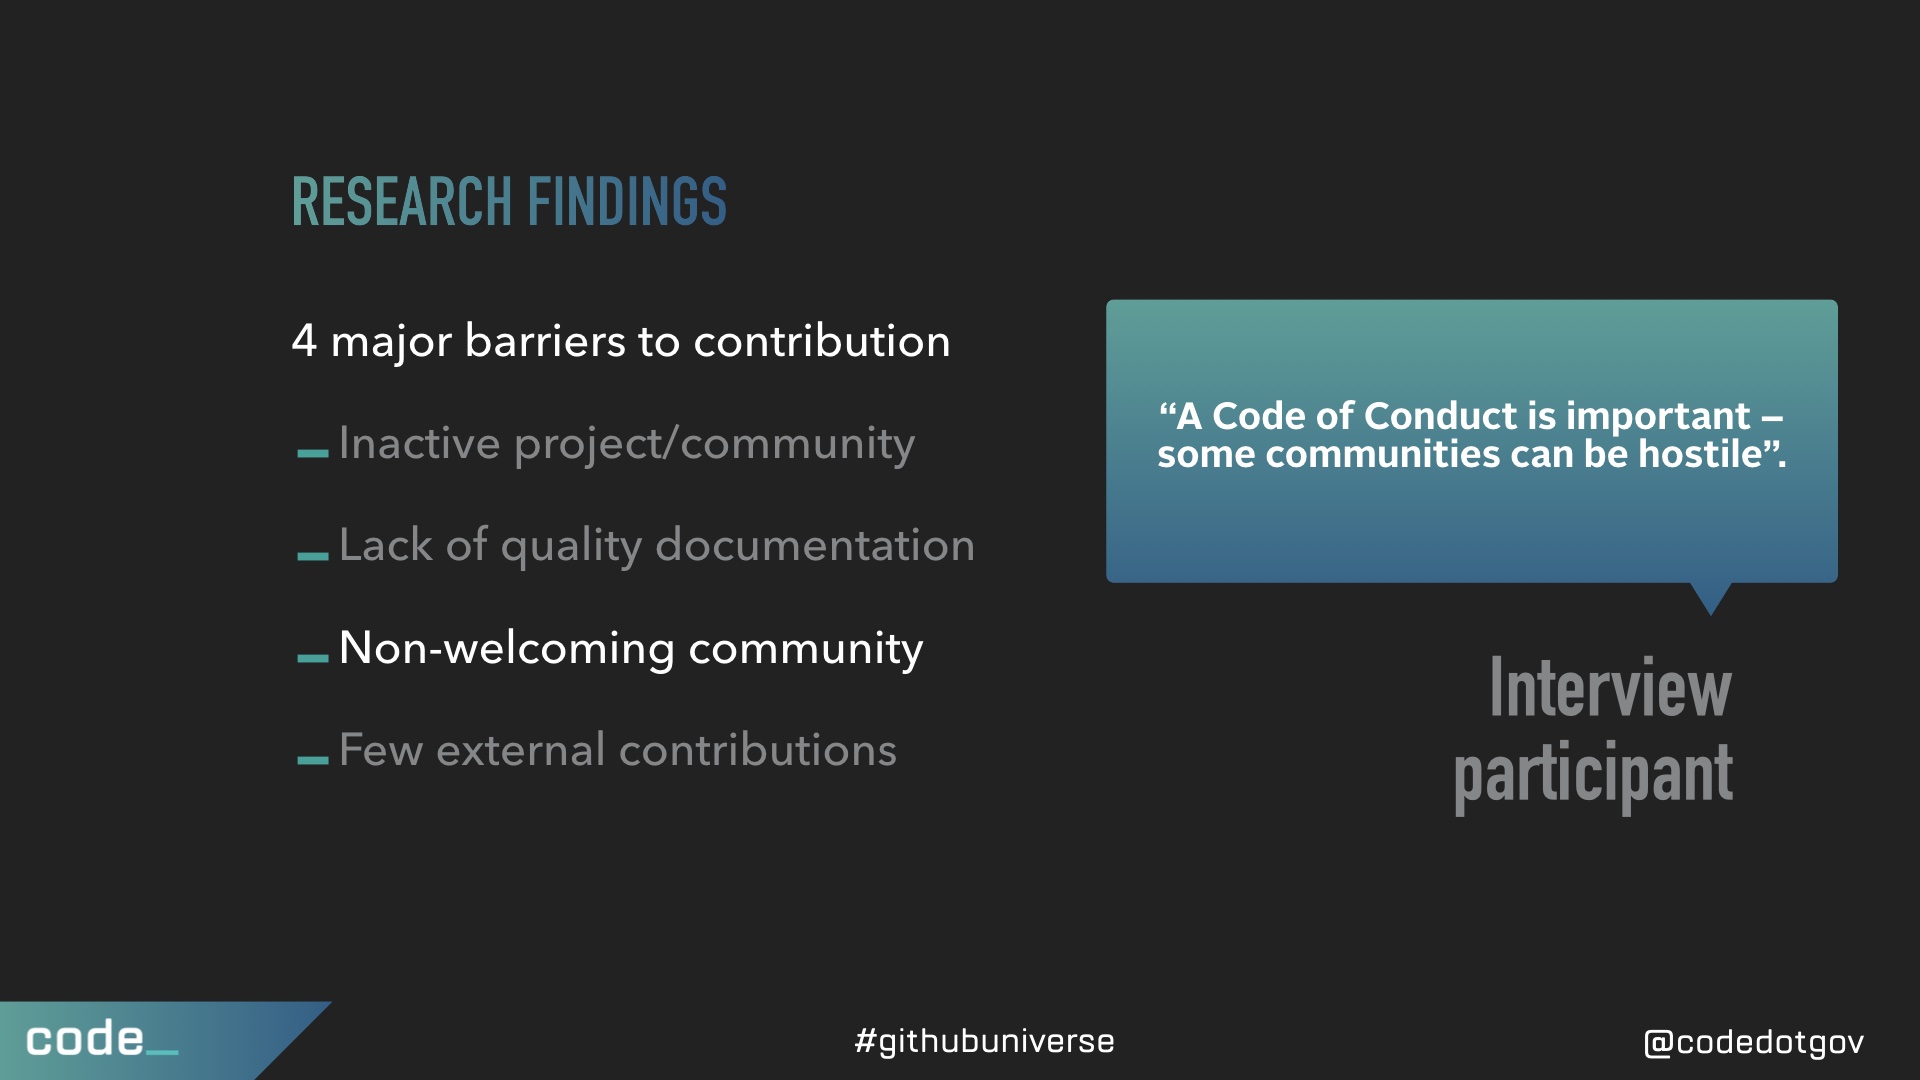 RESEARCH FINDINGS
4 major barriers to contribution
Inactive project/community
Lack of quality documentation
Non-welcoming community
Few external contributions
“A Code of Conduct is important –
some communities can be hostile”.
Interview
participant
code_
#githubuniverse
@codedotgov